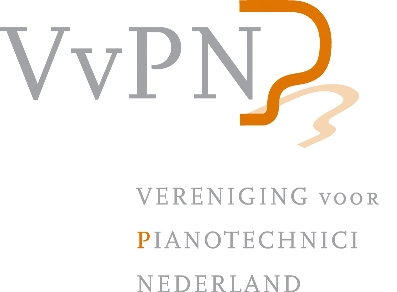 VvPN
VERENIGING VOOR
PIANOTECHNICI
NEDERLAND